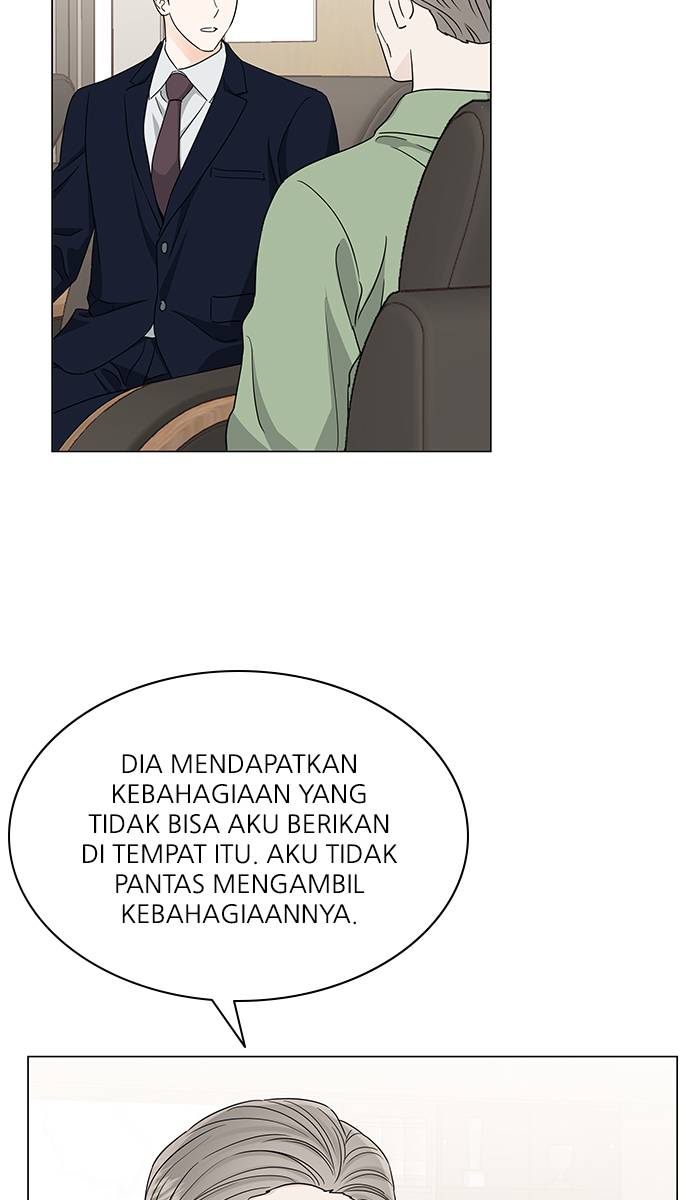 DIA MENDAPATKAN
KEBAHAGIAAN YANG
TIDAK BISA AKU BERIKAN
DI TEMPAT ITU. AKU TIDAK
PANTAS MENGAMBIL
KEBAHAGIAANNYA.